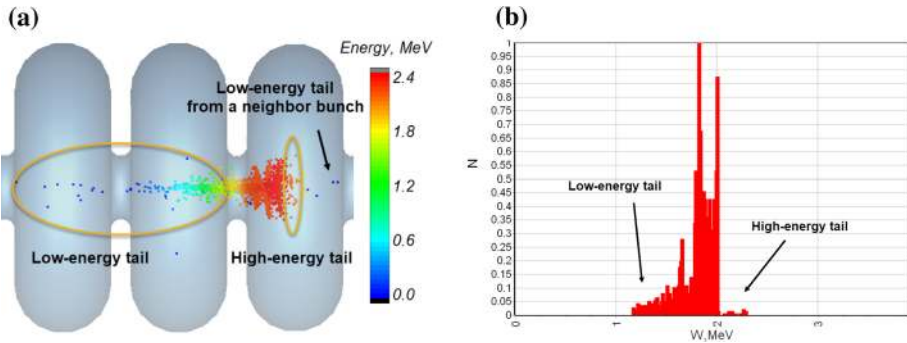 (a)
Energy, MeV
Low-energy tail
from a neighbor bunch
2.4
1.8
1.2
0.6
0.0
Low-energy tail
High-energy tail
(b)
1
0.95
0.9
0.85
0.8
0.75
0.7
0.65
0.6
0.55
0.5
0.45
0.4
0.35
0.3
0.25
0.2
0.15
0.1
0.05
0
N
Low-energy tail
High-energy tail
0
1
2
3
W,MeV